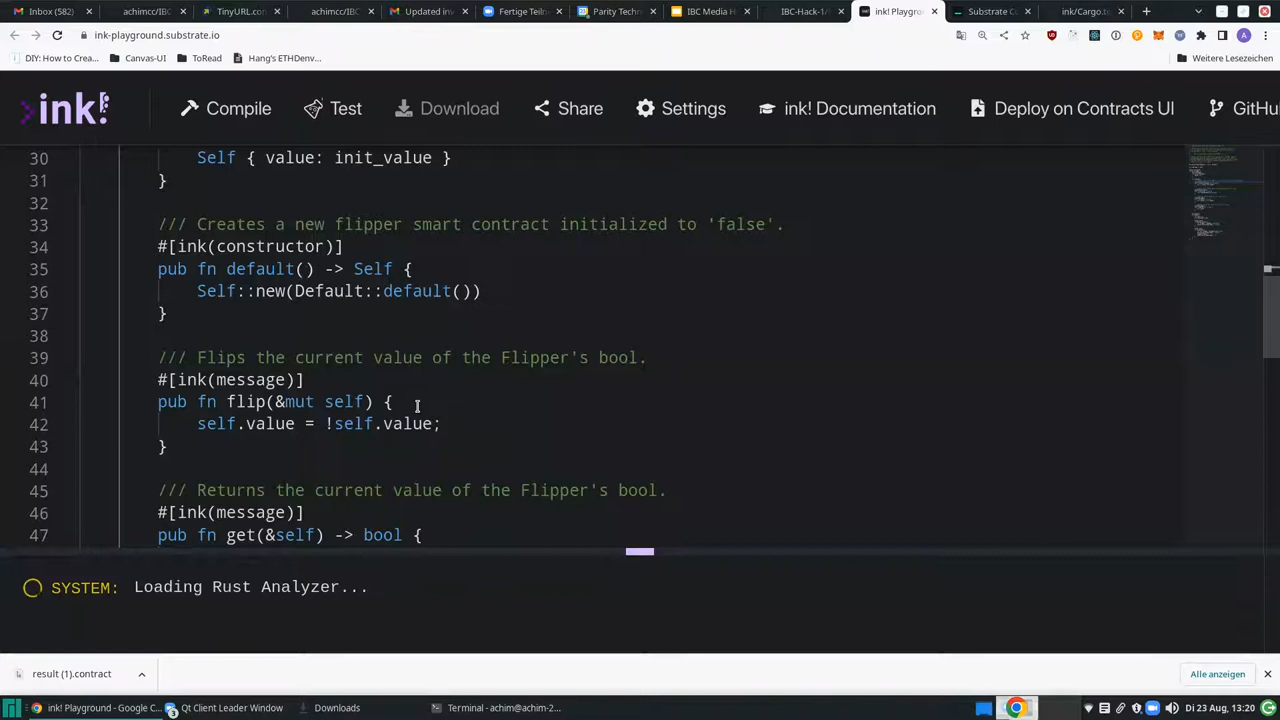 Inbox (582)
achimcc/IBC
TinyURL.con
achimcc/IBC
Updated inv
Fertige Teiln
Parity Techn
IBC Media H
IBC-Hack-1/
ink! Playgro
Substrate C
ink/Cargo.t
ink-playground.substrate.io
DIY: How to Crea...
Canvas-UI
ToRead
Hang's ETHDenv...
Weitere Lesezeichen
ink!
Compile
Test
Download
Share
Settings
ink! Documentation
Deploy on Contracts UI
GitHu
30 Self { value: init_value }
31 }
32
33 /// Creates a new flipper smart contract initialized to 'false'.
34 #[ink(constructor)]
35 pub fn default() -> Self {
36 Self::new(Default::default())
37 }
38
39 /// Flips the current value of the Flipper's bool.
40 #[ink(message)]
41 pub fn flip(&mut self) {
42 self.value = !self.value;
43 }
44
45 /// Returns the current value of the Flipper's bool.
46 #[ink(message)]
47 pub fn get(&self) -> bool {
SYSTEM: Loading Rust Analyzer...
result (1).contract
Alle anzeigen
ink! Playground - Google C...
Qt Client Leader Window
Downloads
Terminal - achim@achim-2...
Di 23 Aug, 13:20